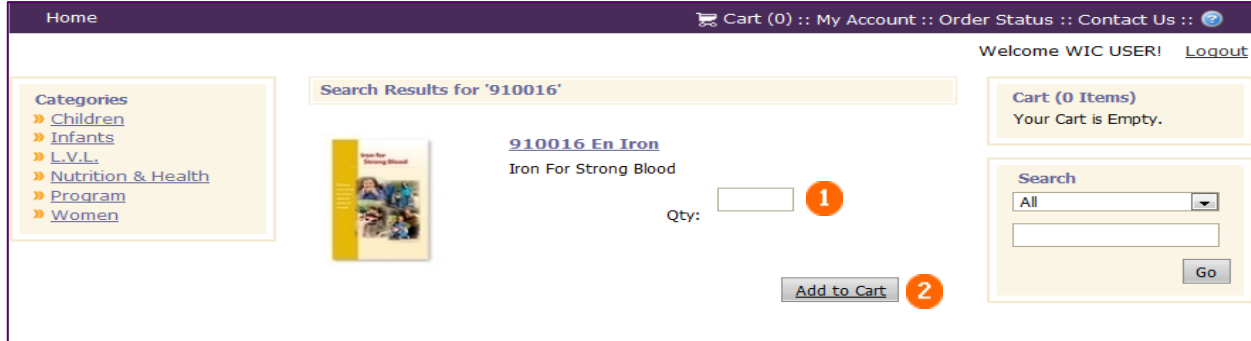 Home
Cart (0) :: My Account :: Order Status :: Contact Us :: ?
Welcome WIC USER! Logout
Categories
» Children
» Infants
» L.V.L.
» Nutrition & Health
» Program
» Women
Search Results for '910016'
Iron for
Strong Blood
910016 En Iron
Iron For Strong Blood
Qty:
1
Add to Cart
2
Cart (0 Items)
Your Cart is Empty.
Search
All
Go